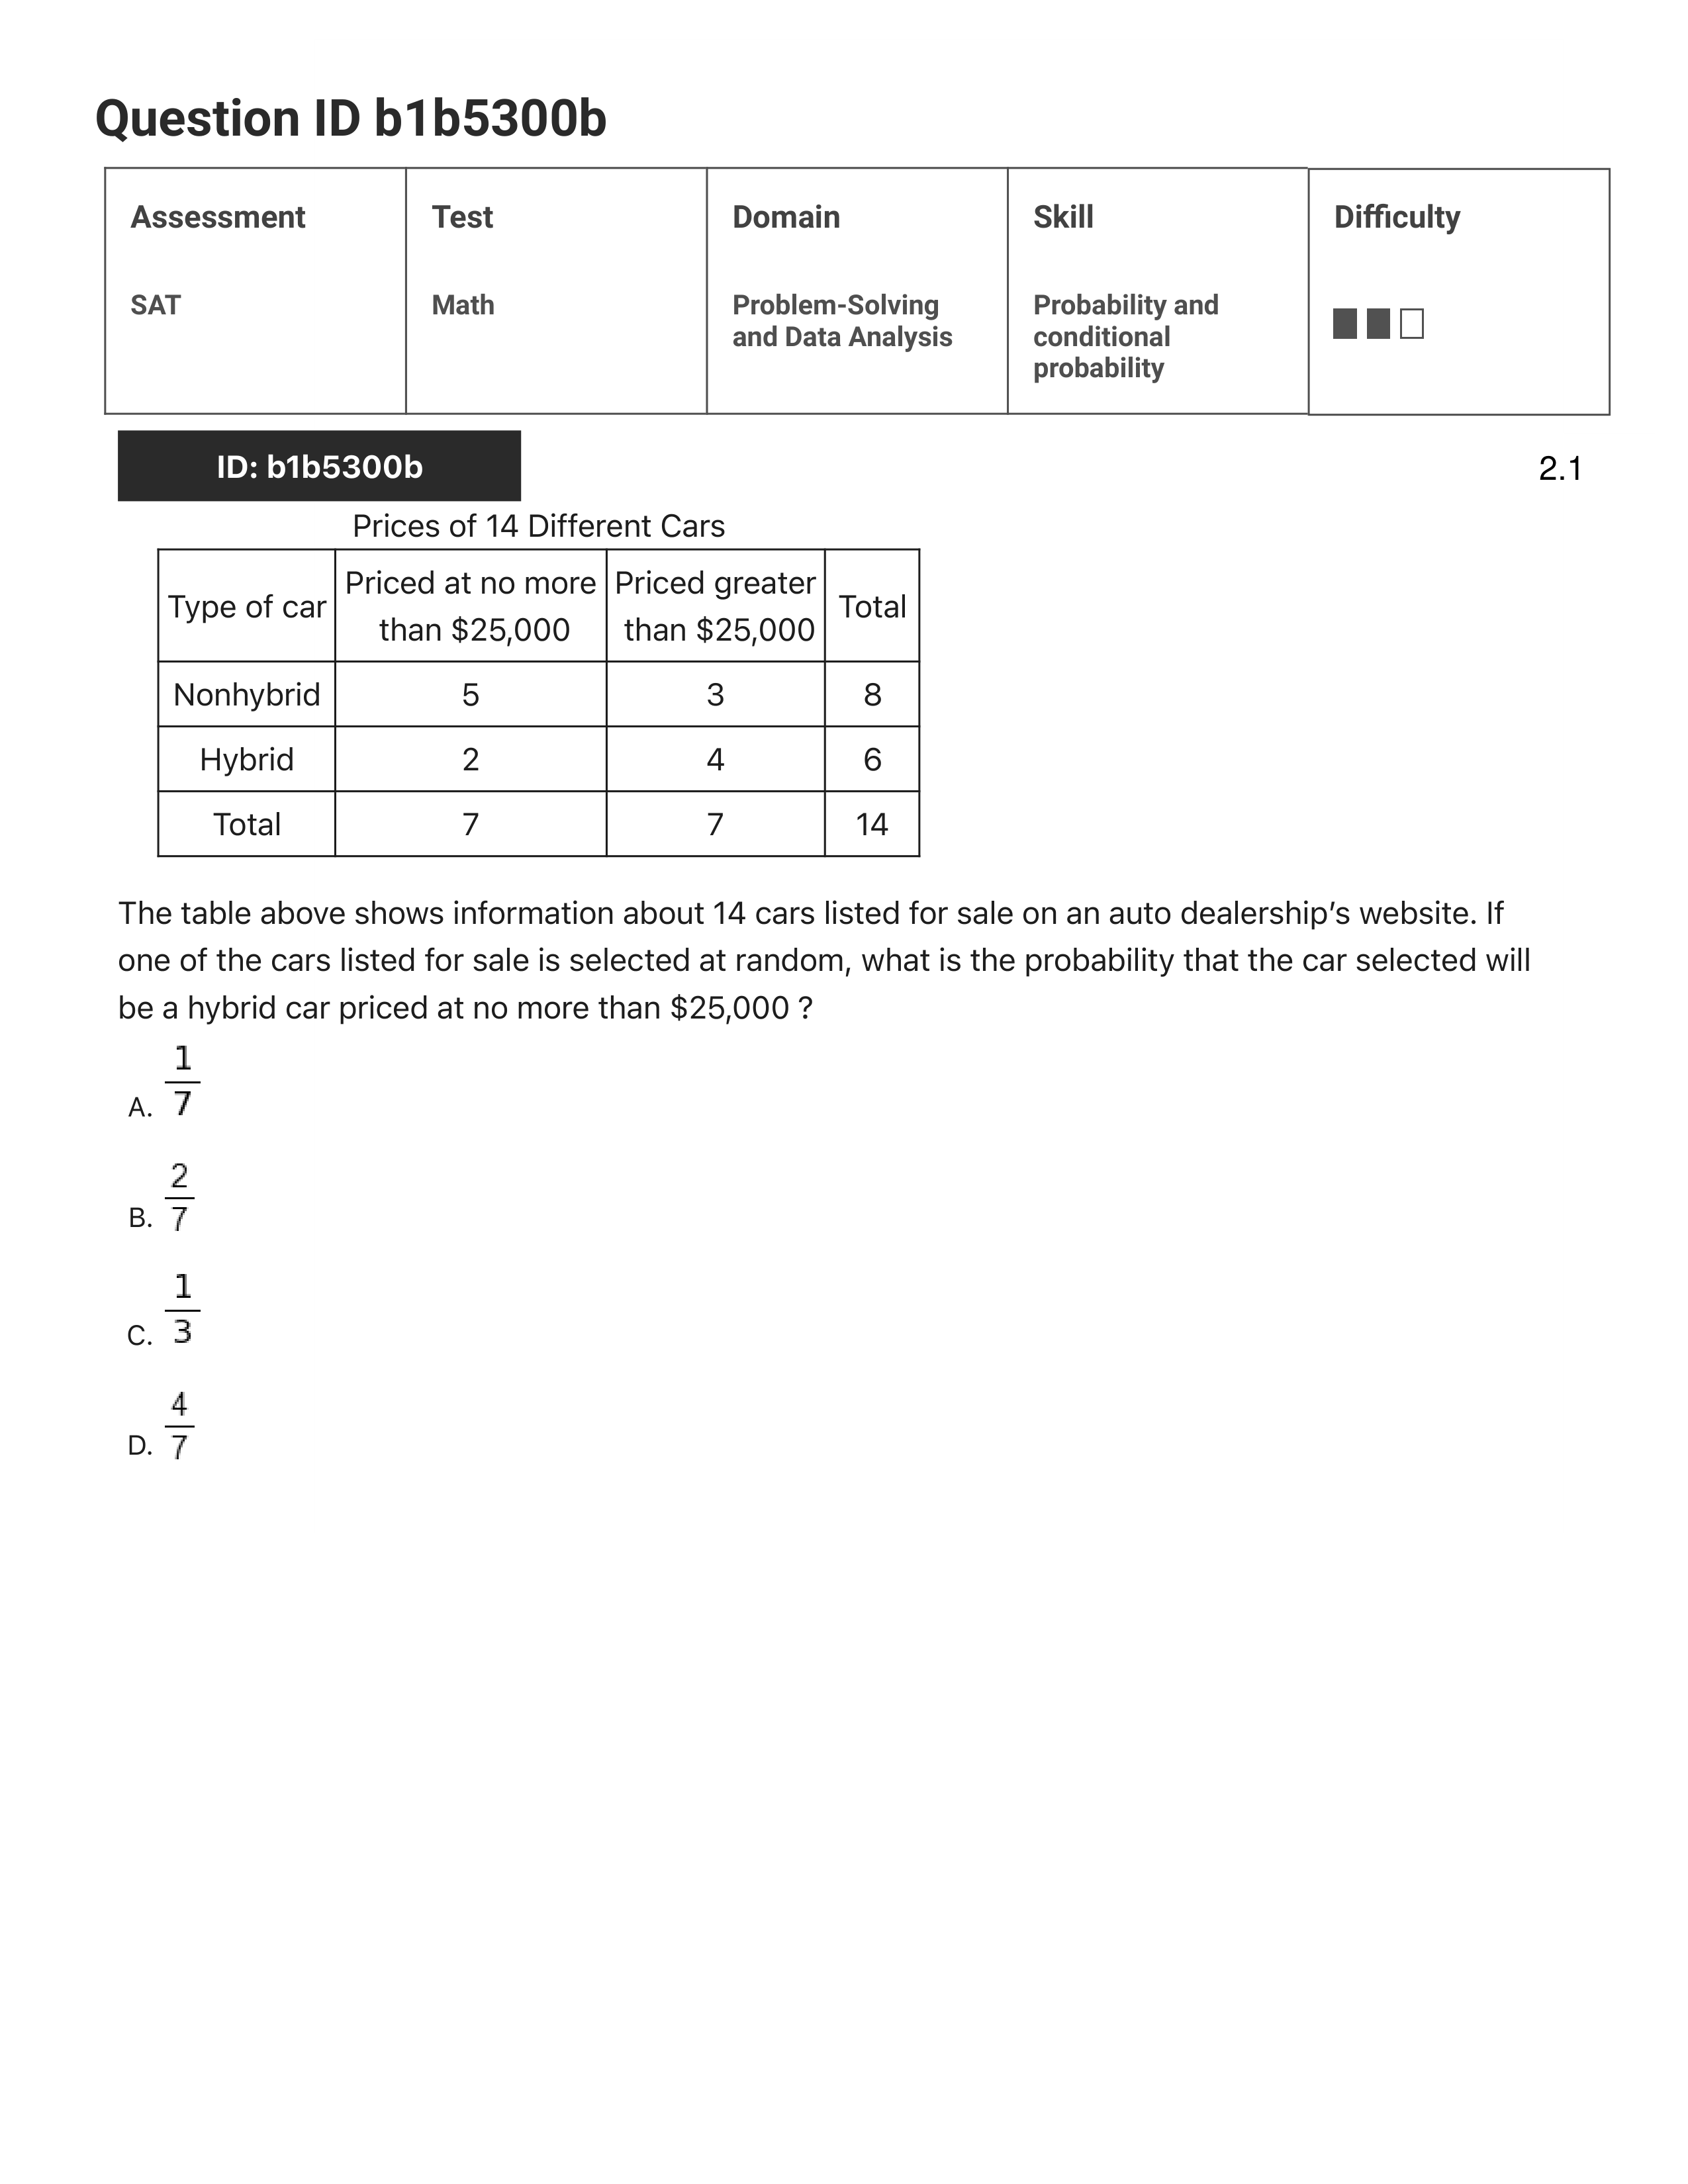 Question ID b1b5300b
Assessment Test Domain Skill Difficulty
SAT Math Problem-Solving and Data Analysis Probability and conditional probability
ID: b1b5300b 2.1
Prices of 14 Different Cars
Type of car Priced at no more than $25,000 Priced greater than $25,000 Total
Nonhybrid 5 3 8
Hybrid 2 4 6
Total 7 7 14
The table above shows information about 14 cars listed for sale on an auto dealership’s website. If
one of the cars listed for sale is selected at random, what is the probability that the car selected will
be a hybrid car priced at no more than $25,000 ?
A. 1/7
B. 2/7
C. 1/3
D. 4/7